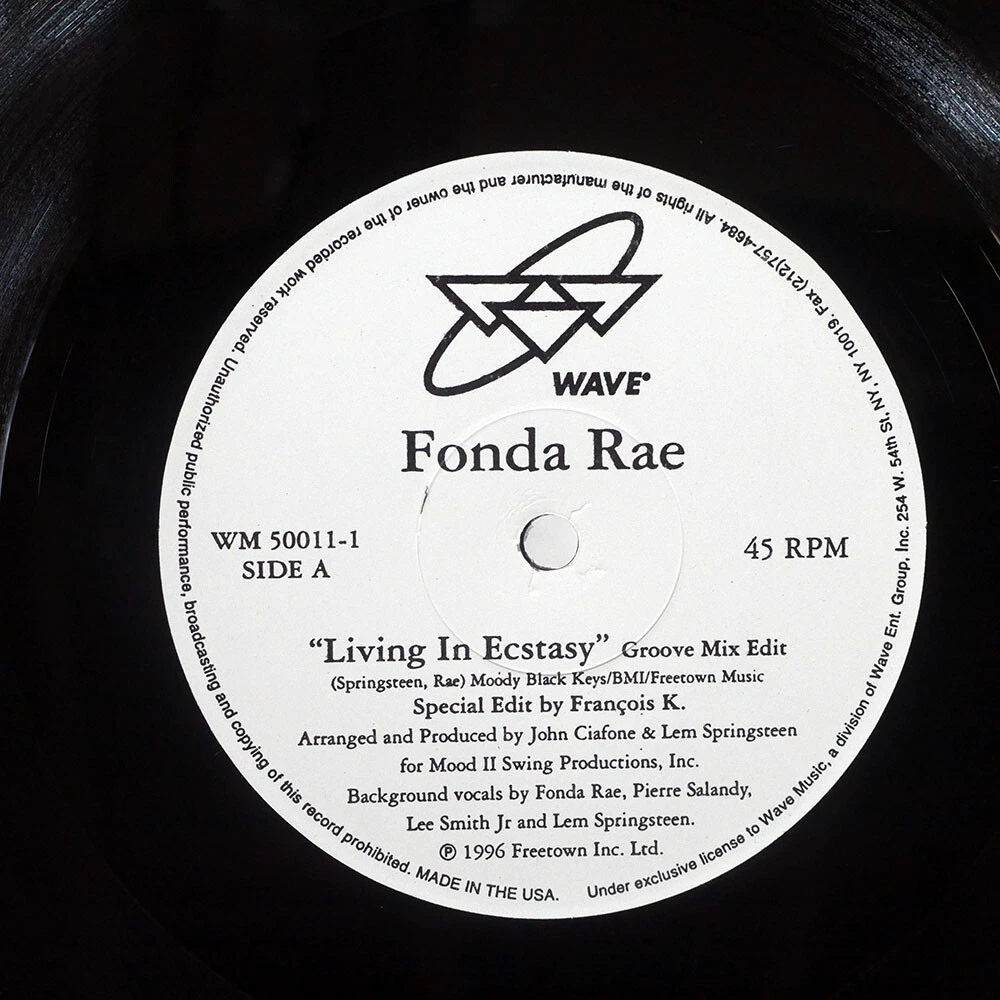 WAVE
Fonda Rae
WM 50011-1
SIDE A
45 RPM
“Living In Ecstasy” Groove Mix Edit
(Springsteen, Rae) Moody Black Keys/BMI/Freetown Music
Special Edit by François K.
Arranged and Produced by John Ciafone & Lem Springsteen
for Mood II Swing Productions, Inc.
Background vocals by Fonda Rae, Pierre Salandy,
Lee Smith Jr and Lem Springsteen.
℗ 1996 Freetown Inc. Ltd.
Under exclusive license to Wave Music, a division of Wave Ent. Group, Inc. 254 W. 54th St, NY, NY 10019. Fax (212)757-4684. All rights of the manufacturer and the owner of the recorded work reserved. Unauthorized public performance, broadcasting and copying of this record prohibited. MADE IN THE USA.